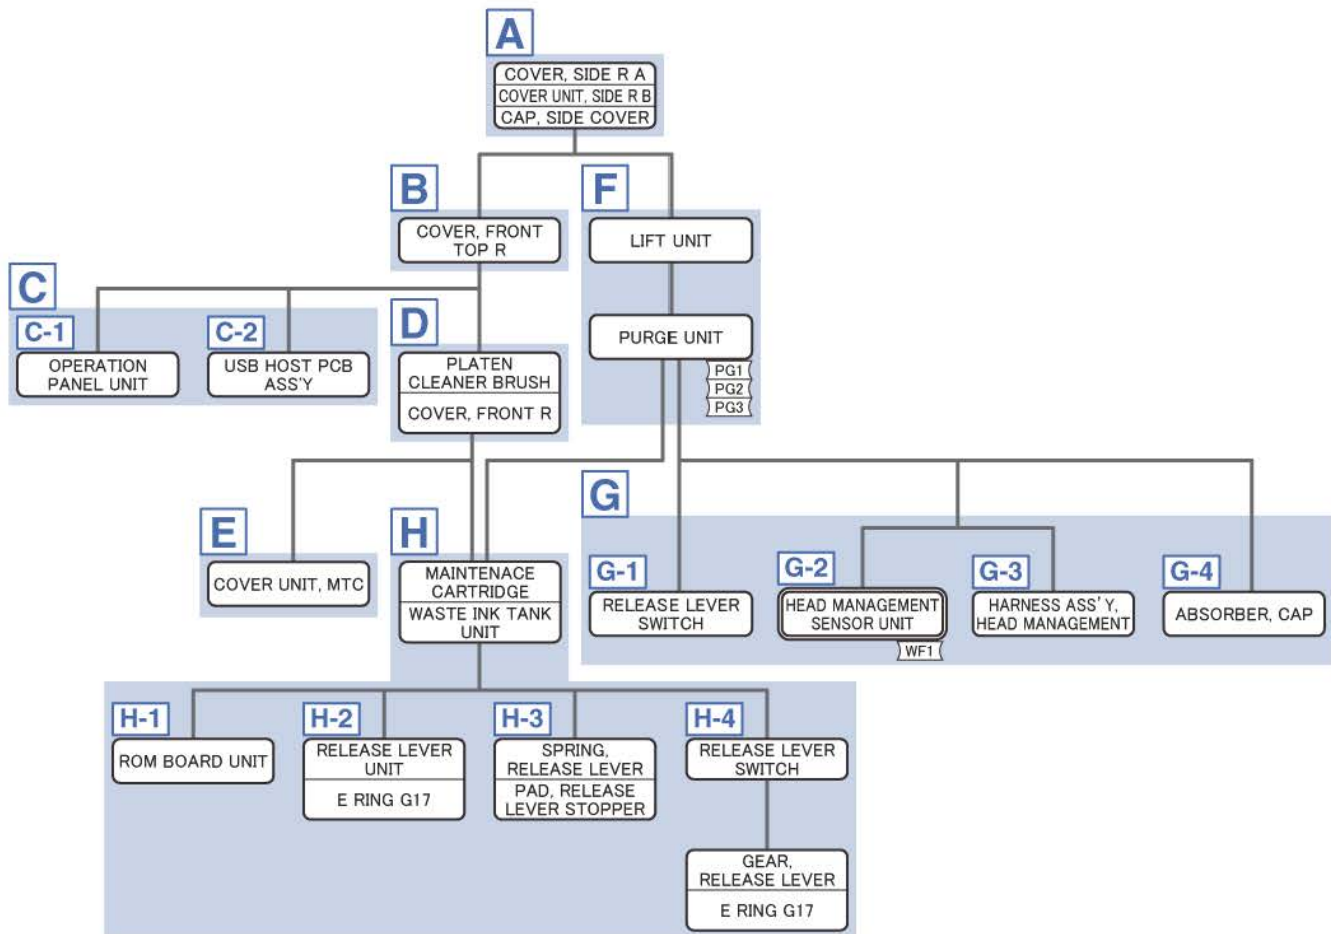 A
COVER, SIDE R A
COVER UNIT, SIDE R B
CAP, SIDE COVER
B
COVER, FRONT
TOP R
F
LIFT UNIT
PURGE UNIT
PG1
PG2
PG3
C
C-1
OPERATION
PANEL UNIT
C-2
USB HOST PCB
ASS'Y
D
PLATEN
CLEANER BRUSH
COVER, FRONT R
E
COVER UNIT, MTC
H
MAINTENACE
CARTRIDGE
WASTE INK TANK
UNIT
G
G-1
RELEASE LEVER
SWITCH
G-2
HEAD MANAGEMENT
SENSOR UNIT
WF1
G-3
HARNESS ASS'Y,
HEAD MANAGEMENT
G-4
ABSORBER, CAP
H-1
ROM BOARD UNIT
H-2
RELEASE LEVER
UNIT
E RING G17
H-3
SPRING,
RELEASE LEVER
PAD, RELEASE
LEVER STOPPER
H-4
RELEASE LEVER
SWITCH
GEAR,
RELEASE LEVER
E RING G17